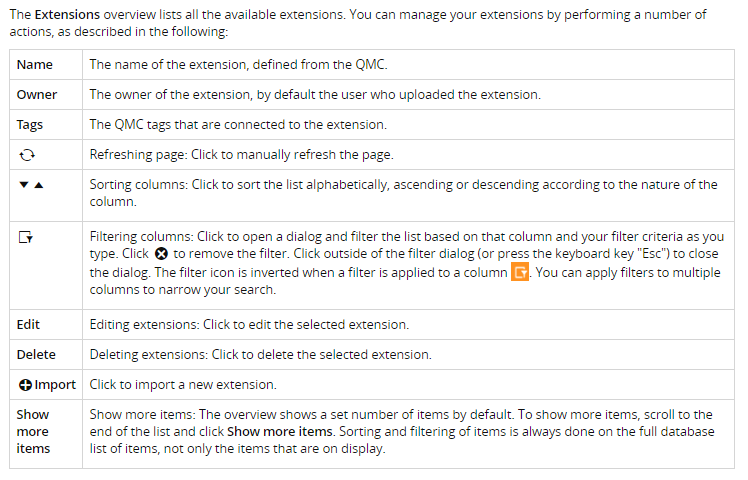 The Extensions overview lists all the available extensions. You can manage your extensions by performing a number of
actions, as described in the following:
Name The name of the extension, defined from the QMC.
Owner The owner of the extension, by default the user who uploaded the extension.
Tags The QMC tags that are connected to the extension.
Refreshing page: Click to manually refresh the page.
Sorting columns: Click to sort the list alphabetically, ascending or descending according to the nature of the
column.
Filtering columns: Click to open a dialog and filter the list based on that column and your filter criteria as you
type. Click to remove the filter. Click outside of the filter dialog (or press the keyboard key "Esc") to close
the dialog. The filter icon is inverted when a filter is applied to a column . You can apply filters to multiple
columns to narrow your search.
Edit Editing extensions: Click to edit the selected extension.
Delete Deleting extensions: Click to delete the selected extension.
Import Click to import a new extension.
Show more items Show more items: The overview shows a set number of items by default. To show more items, scroll to the
end of the list and click Show more items. Sorting and filtering of items is always done on the full database
list of items, not only the items that are on display.